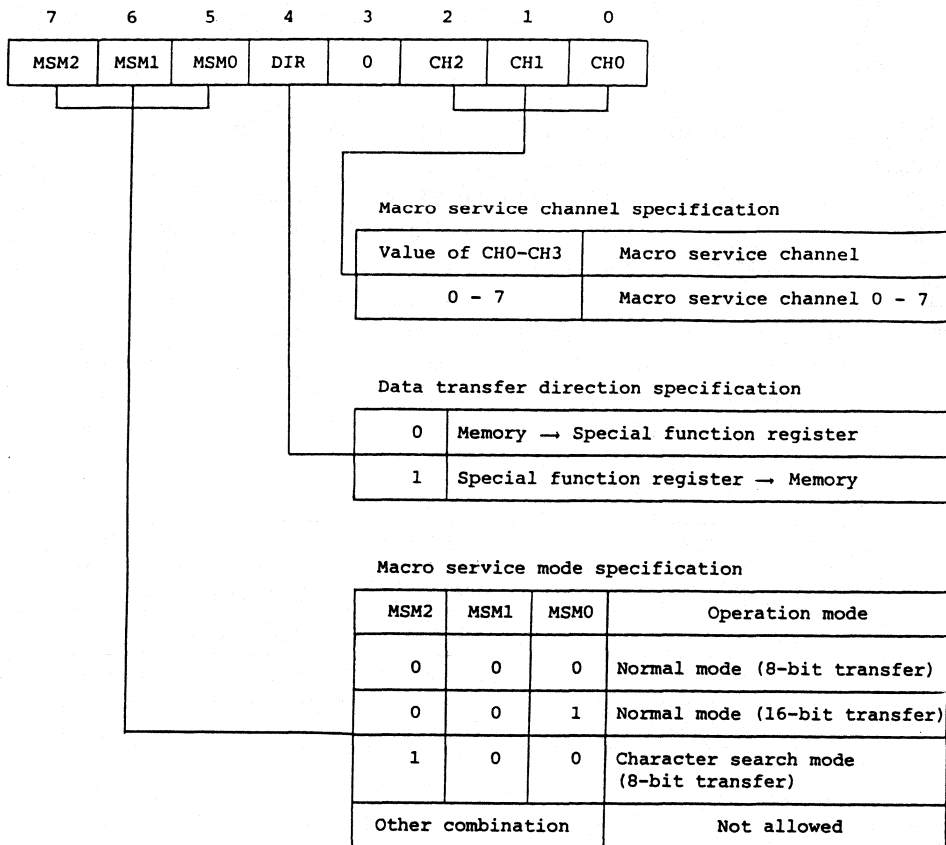 7 6 5 4 3 2 1 0
MSM2 MSM1 MSM0 DIR 0 CH2 CH1 CH0
Macro service channel specification
Value of CH0-CH3 Macro service channel
0 - 7 Macro service channel 0 - 7
Data transfer direction specification
0 Memory → Special function register
1 Special function register → Memory
Macro service mode specification
MSM2 MSM1 MSM0 Operation mode
0 0 0 Normal mode (8-bit transfer)
0 0 1 Normal mode (16-bit transfer)
1 0 0 Character search mode
(8-bit transfer)
Other combination Not allowed